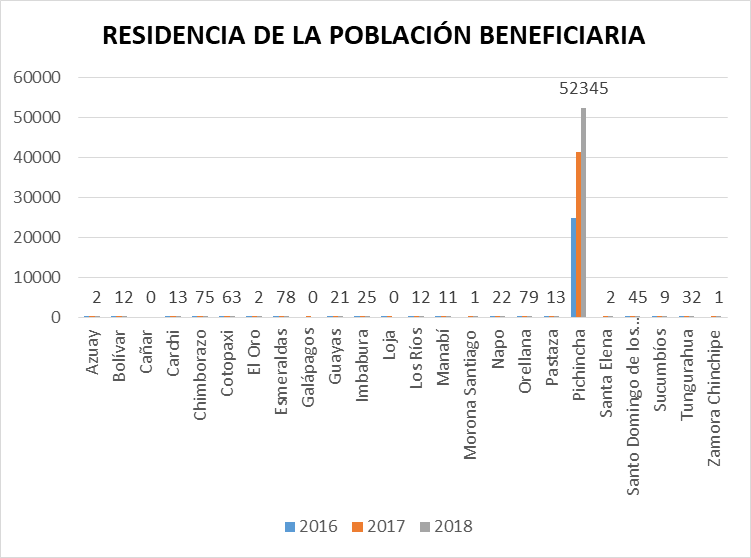 RESIDENCIA DE LA POBLACIÓN BENEFICIARIA
60000
50000
40000
30000
20000
10000
0
2 12 0 13 75 63 2 78 0 21 25 0 12 11 1 22 79 13 52345 2 45 9 32 1
Azuay
Bolívar
Cañar
Carchi
Chimborazo
Cotopaxi
El Oro
Esmeraldas
Galápagos
Guayas
Imbabura
Loja
Los Ríos
Manabí
Morona Santiago
Napo
Orellana
Pastaza
Pichincha
Santa Elena
Santo Domingo de los…
Sucumbíos
Tungurahua
Zamora Chinchipe
2016 2017 2018